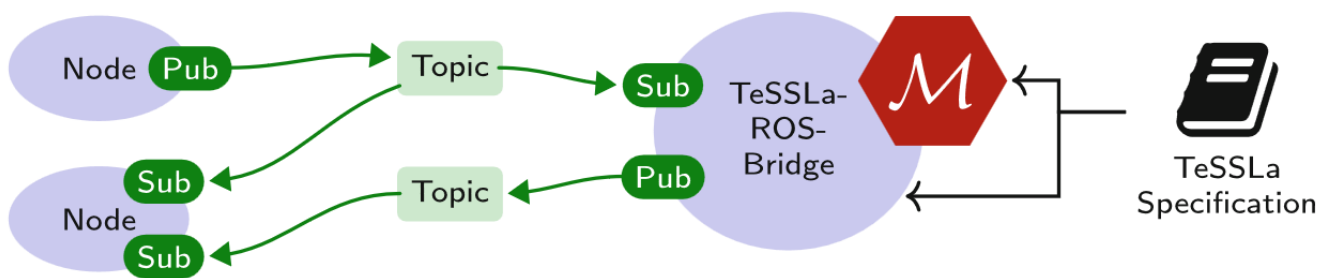 Node
Pub
Topic
Sub
TeSSLa-
ROS-
Bridge
M
TeSSLa
Specification
Sub
Node
Sub
Topic
Pub